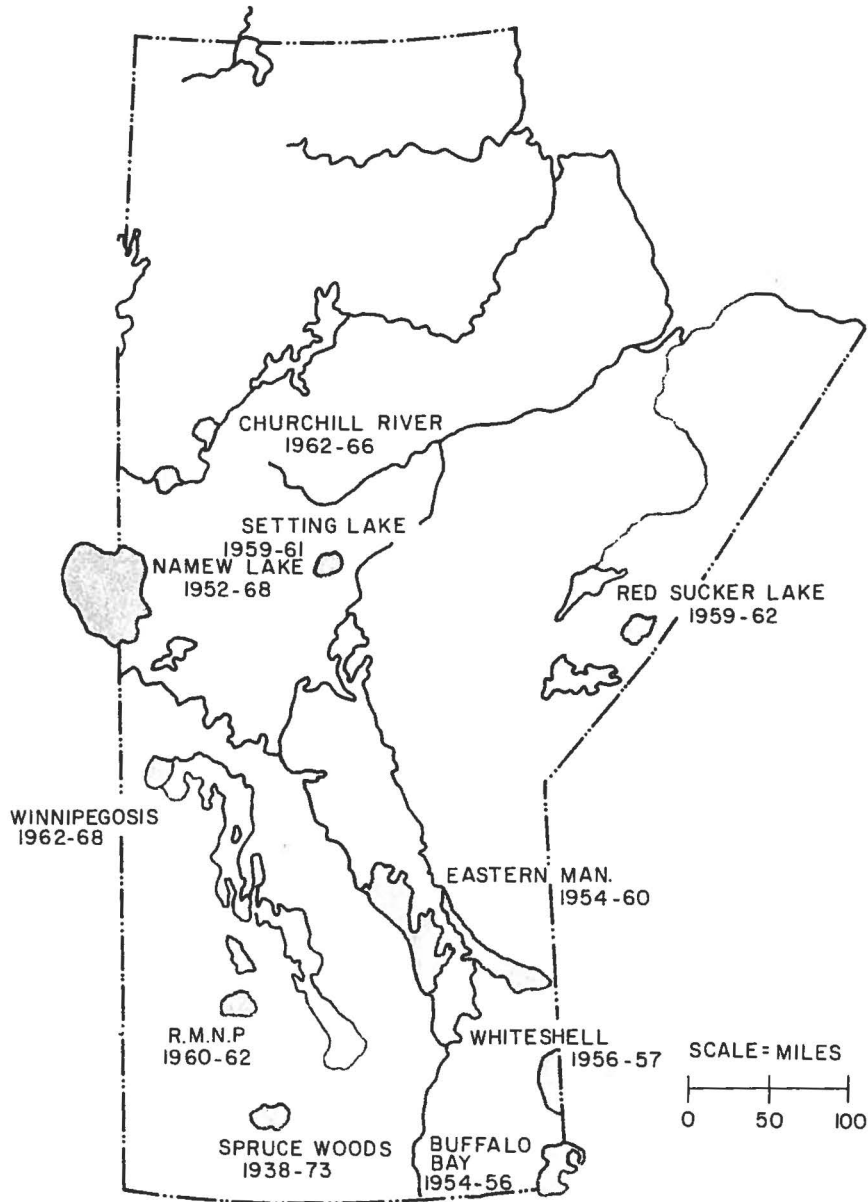 CHURCHILL RIVER
1962-66
SETTING LAKE
1959-61
NAMEW LAKE
1952-68
RED SUCKER LAKE
1959-62
WINNIPEGOSIS
1962-68
EASTERN MAN.
1954-60
R.M.N.P
1960-62
WHITESHELL
1956-57
SCALE = MILES
0 50 100
SPRUCE WOODS
1938-73
BUFFALO
BAY
1954-56